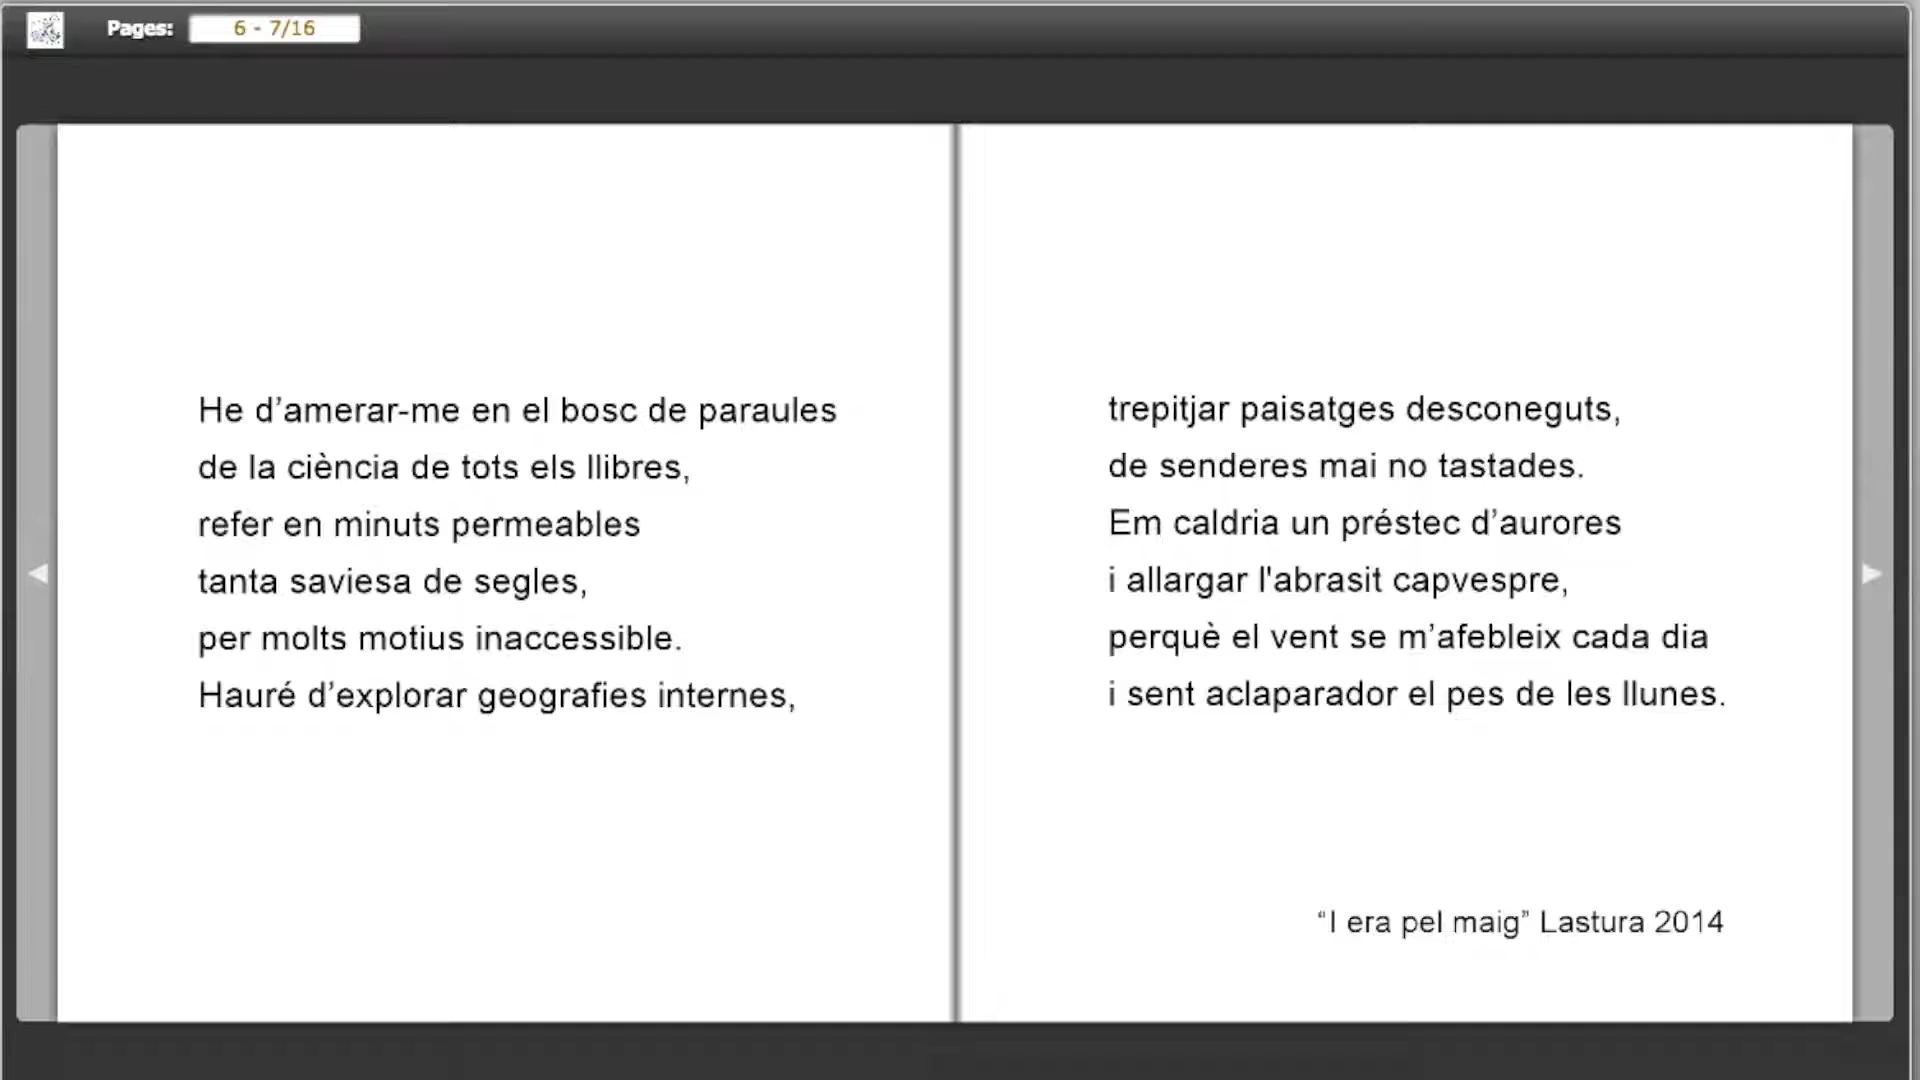 Pages: 6 - 7/16
He d’amerar-me en el bosc de paraules
de la ciència de tots els llibres,
refer en minuts permeables
tanta saviesa de segles,
per molts motius inaccessible.
Hauré d’explorar geografies internes,
trepitjar paisatges desconeguts,
de senderes mai no tastades.
Em caldria un préstec d’aurores
i allargar l'abrasit capvespre,
perquè el vent se m’afebleix cada dia
i sent aclaparador el pes de les llunes.
“I era pel maig” Lastura 2014